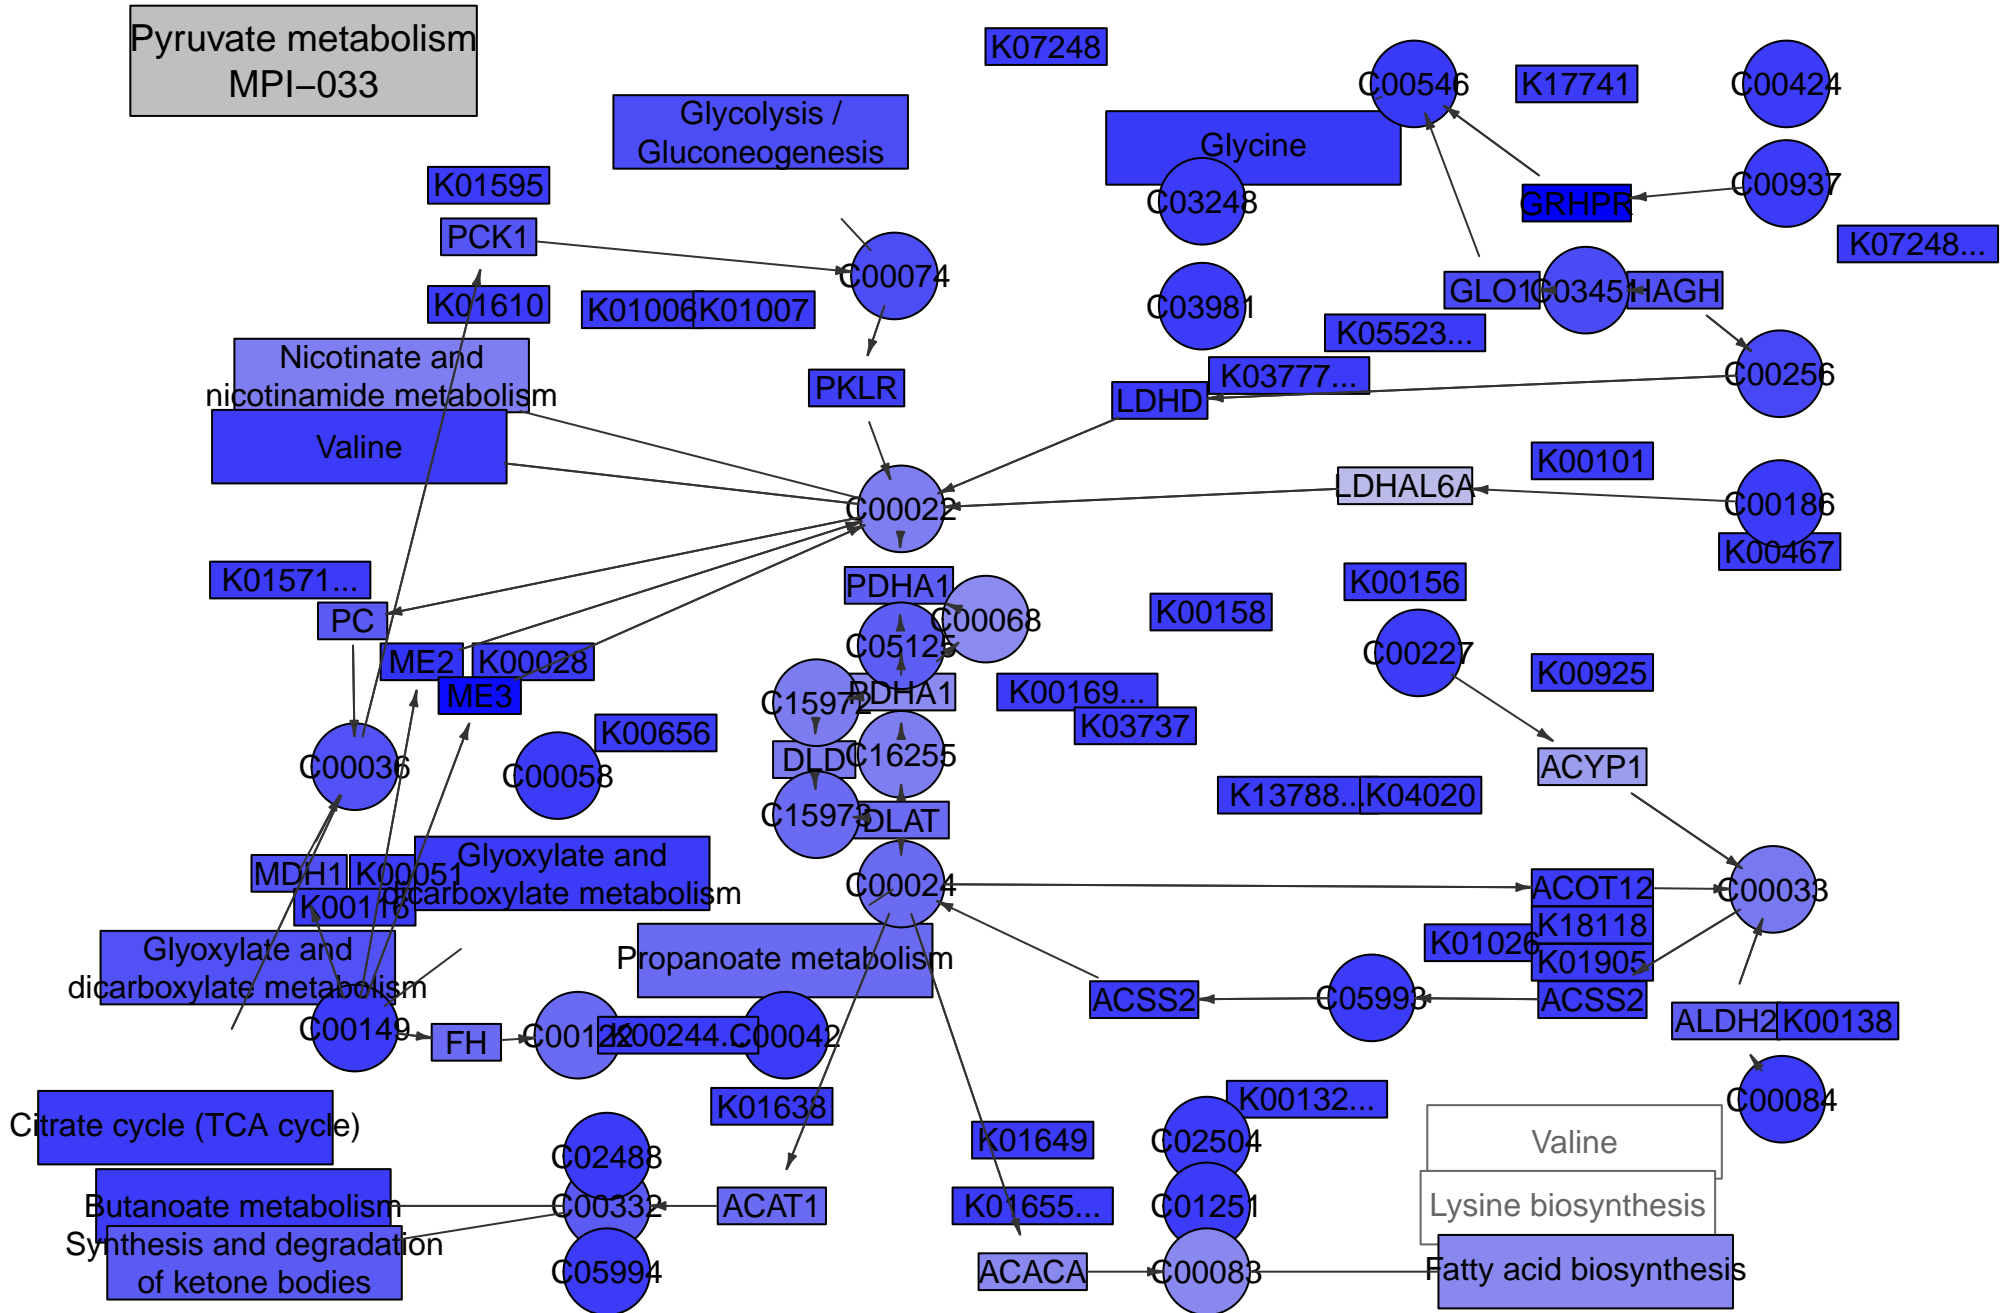 Pyruvate metabolism
MPI−033
K07248
C00546
K17741
C00424
Glycolysis /
Gluconeogenesis
Glycine
K01595
C03248
GRHPR
C00937
PCK1
K07248...
C00074
GLO1
C03451
HAGH
K01610
K01006
K01007
C03981
K05523...
Nicotinate and
nicotinamide metabolism
PKLR
K03777...
LDHD
C00256
Valine
K00101
LDHAL6A
C00022
C00186
K00467
K01571...
PDHA1
K00156
PC
C00068
K00158
C05125
C00227
ME2
K00028
K00925
ME3
C15972
PDHA1
K00169...
K03737
K00656
C00036
C00058
DLD
C16255
ACYP1
K13788...
K04020
C15973
DLAT
MDH1
K00051
Glyoxylate and
dicarboxylate metabolism
C00024
ACOT12
C00033
K00116
K18118
Glyoxylate and
dicarboxylate metabolism
Propanoate metabolism
K01026
K01905
ACSS2
C05993
ACSS2
C00149
FH
C00122
K00244...
C00042
ALDH2
K00138
K01638
K00132...
C00084
Citrate cycle (TCA cycle)
C02488
K01649
C02504
Valine
Butanoate metabolism
C00332
ACAT1
K01655...
C01251
Lysine biosynthesis
Synthesis and degradation
of ketone bodies
C05994
ACACA
C00083
Fatty acid biosynthesis